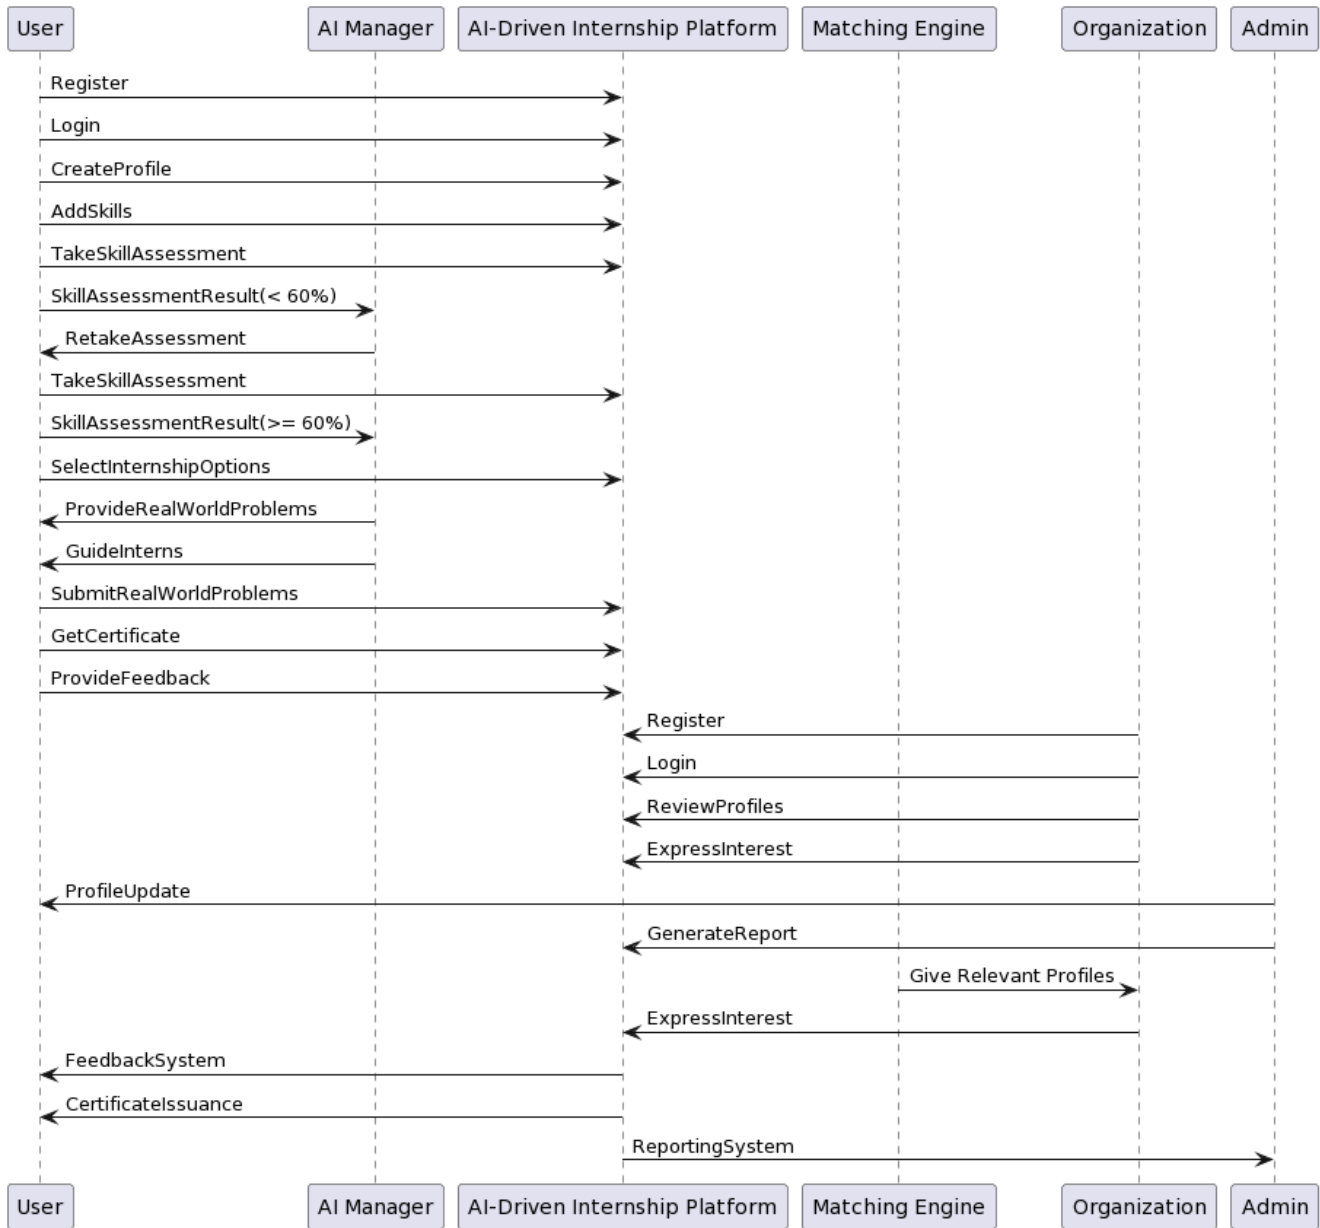 User AI Manager AI-Driven Internship Platform Matching Engine Organization Admin
Register
Login
CreateProfile
AddSkills
TakeSkillAssessment
SkillAssessmentResult(< 60%)
RetakeAssessment
TakeSkillAssessment
SkillAssessmentResult(>= 60%)
SelectInternshipOptions
ProvideRealWorldProblems
GuideInterns
SubmitRealWorldProblems
GetCertificate
ProvideFeedback
Register
Login
ReviewProfiles
ExpressInterest
ProfileUpdate
GenerateReport
Give Relevant Profiles
ExpressInterest
FeedbackSystem
CertificateIssuance
ReportingSystem
User AI Manager AI-Driven Internship Platform Matching Engine Organization Admin